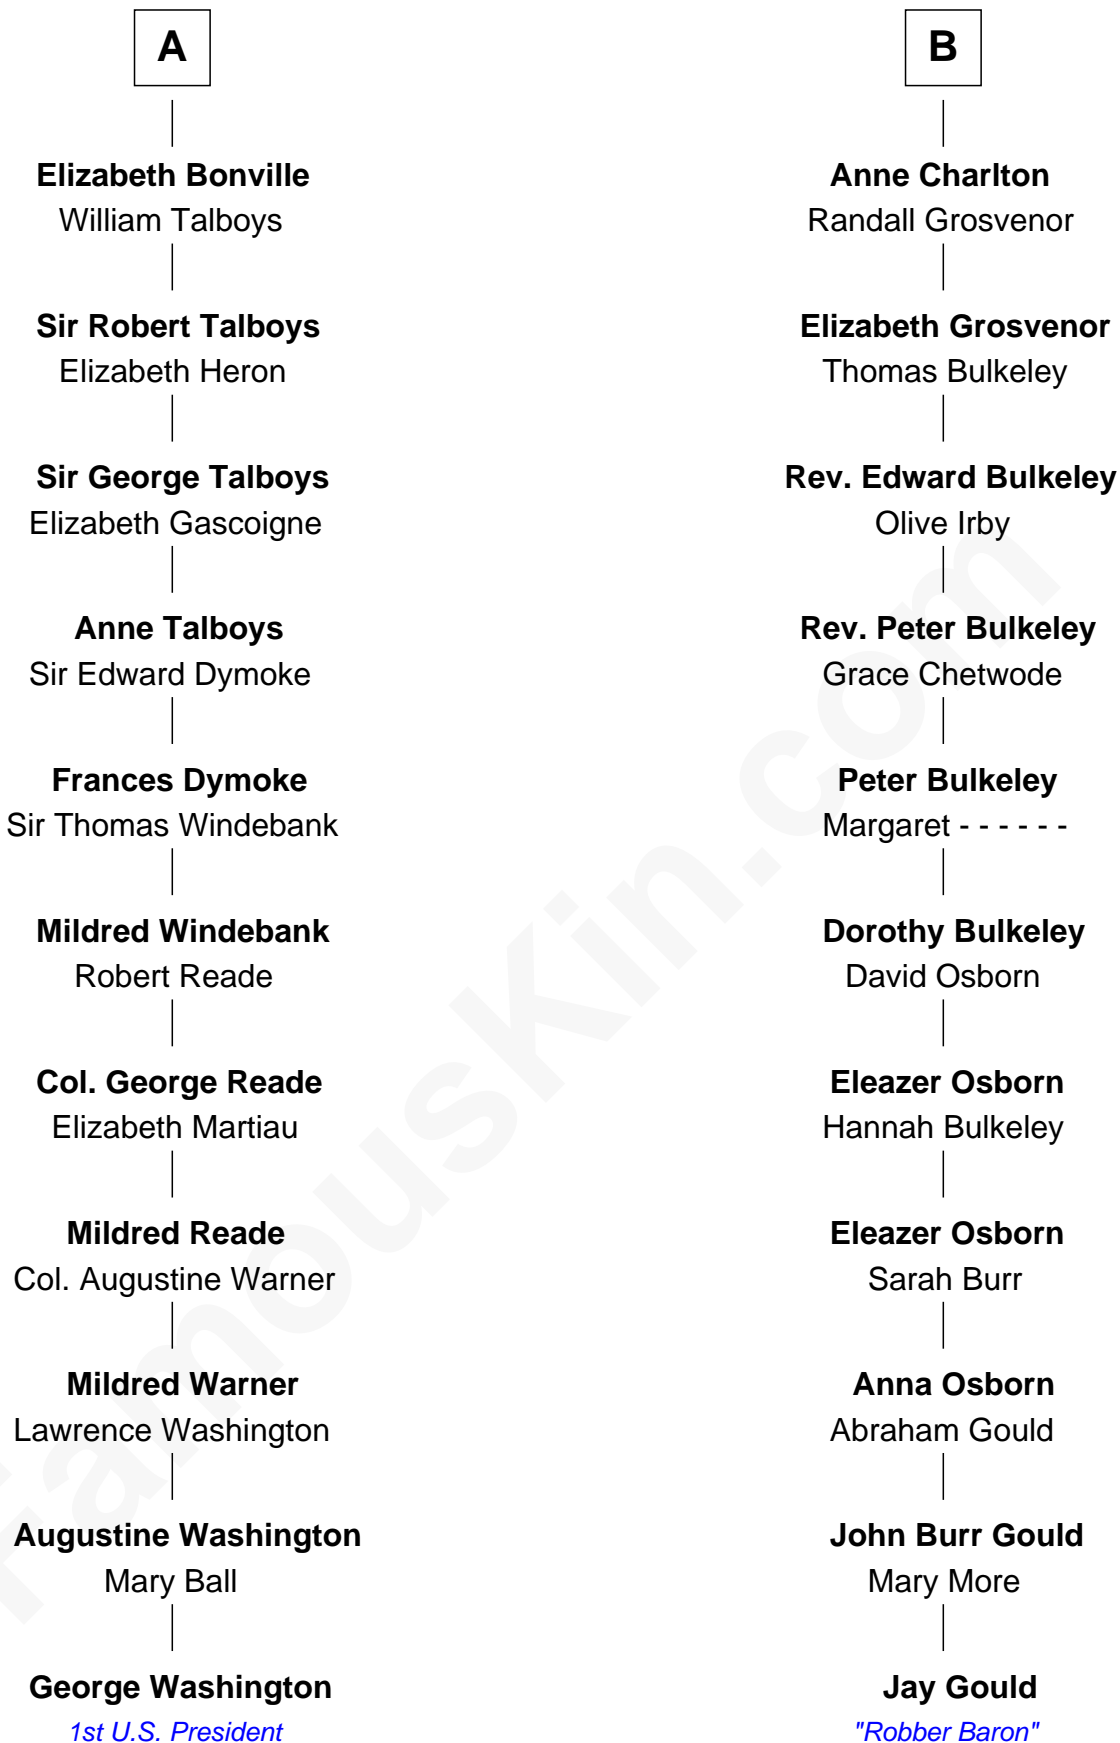 A
Elizabeth Bonville
William Talboys
Sir Robert Talboys
Elizabeth Heron
Sir George Talboys
Elizabeth Gascoigne
Anne Talboys
Sir Edward Dymoke
Frances Dymoke
Sir Thomas Windebank
Mildred Windebank
Robert Reade
Col. George Reade
Elizabeth Martiau
Mildred Reade
Col. Augustine Warner
Mildred Warner
Lawrence Washington
Augustine Washington
Mary Ball
George Washington
1st U.S. President
B
Anne Charlton
Randall Grosvenor
Elizabeth Grosvenor
Thomas Bulkeley
Rev. Edward Bulkeley
Olive Irby
Rev. Peter Bulkeley
Grace Chetwode
Peter Bulkeley
Margaret - - - - - -
Dorothy Bulkeley
David Osborn
Eleazer Osborn
Hannah Bulkeley
Eleazer Osborn
Sarah Burr
Anna Osborn
Abraham Gould
John Burr Gould
Mary More
Jay Gould
"Robber Baron"
FamousKin.com